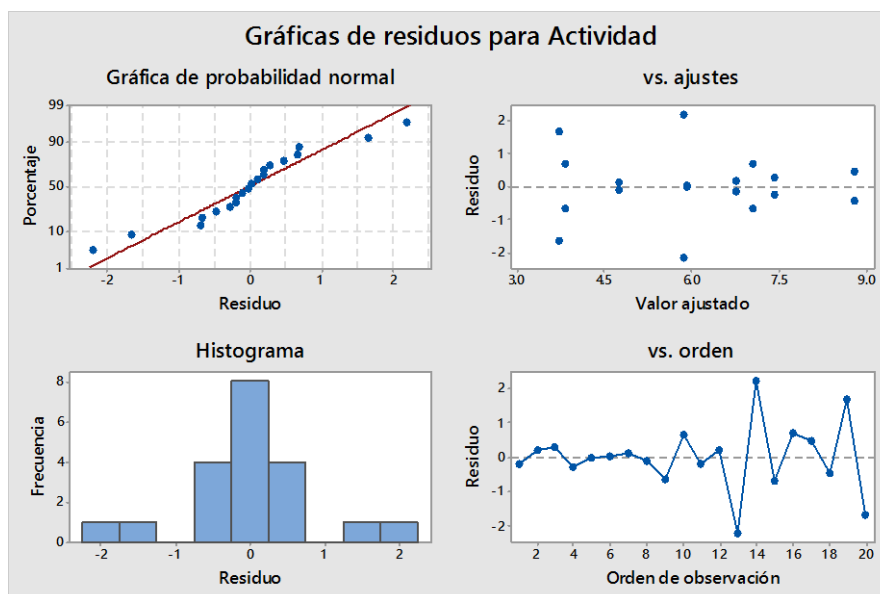 Gráficas de residuos para Actividad
Gráfica de probabilidad normal
99
90
50
10
1
Porcentaje
-2 -1 0 1 2
Residuo
vs. ajustes
2
1
0
-1
-2
Residuo
3.0 4.5 6.0 7.5 9.0
Valor ajustado
Histograma
8
6
4
2
0
Frecuencia
-2 -1 0 1 2
Residuo
vs. orden
2
1
0
-1
-2
Residuo
2 4 6 8 10 12 14 16 18 20
Orden de observación